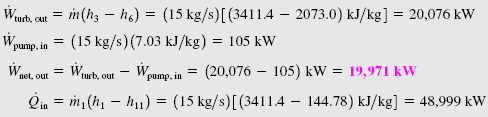 Ẇturb, out = ṁ(h3 − h6) = (15 kg/s)[(3411.4 − 2073.0) kJ/kg] = 20,076 kW
Ẇpump, in = (15 kg/s)(7.03 kJ/kg) = 105 kW
Ẇnet, out = Ẇturb, out − Ẇpump, in = (20,076 − 105) kW = 19,971 kW
Q̇in = ṁ1(h1 − h11) = (15 kg/s)[(3411.4 − 144.78) kJ/kg] = 48,999 kW